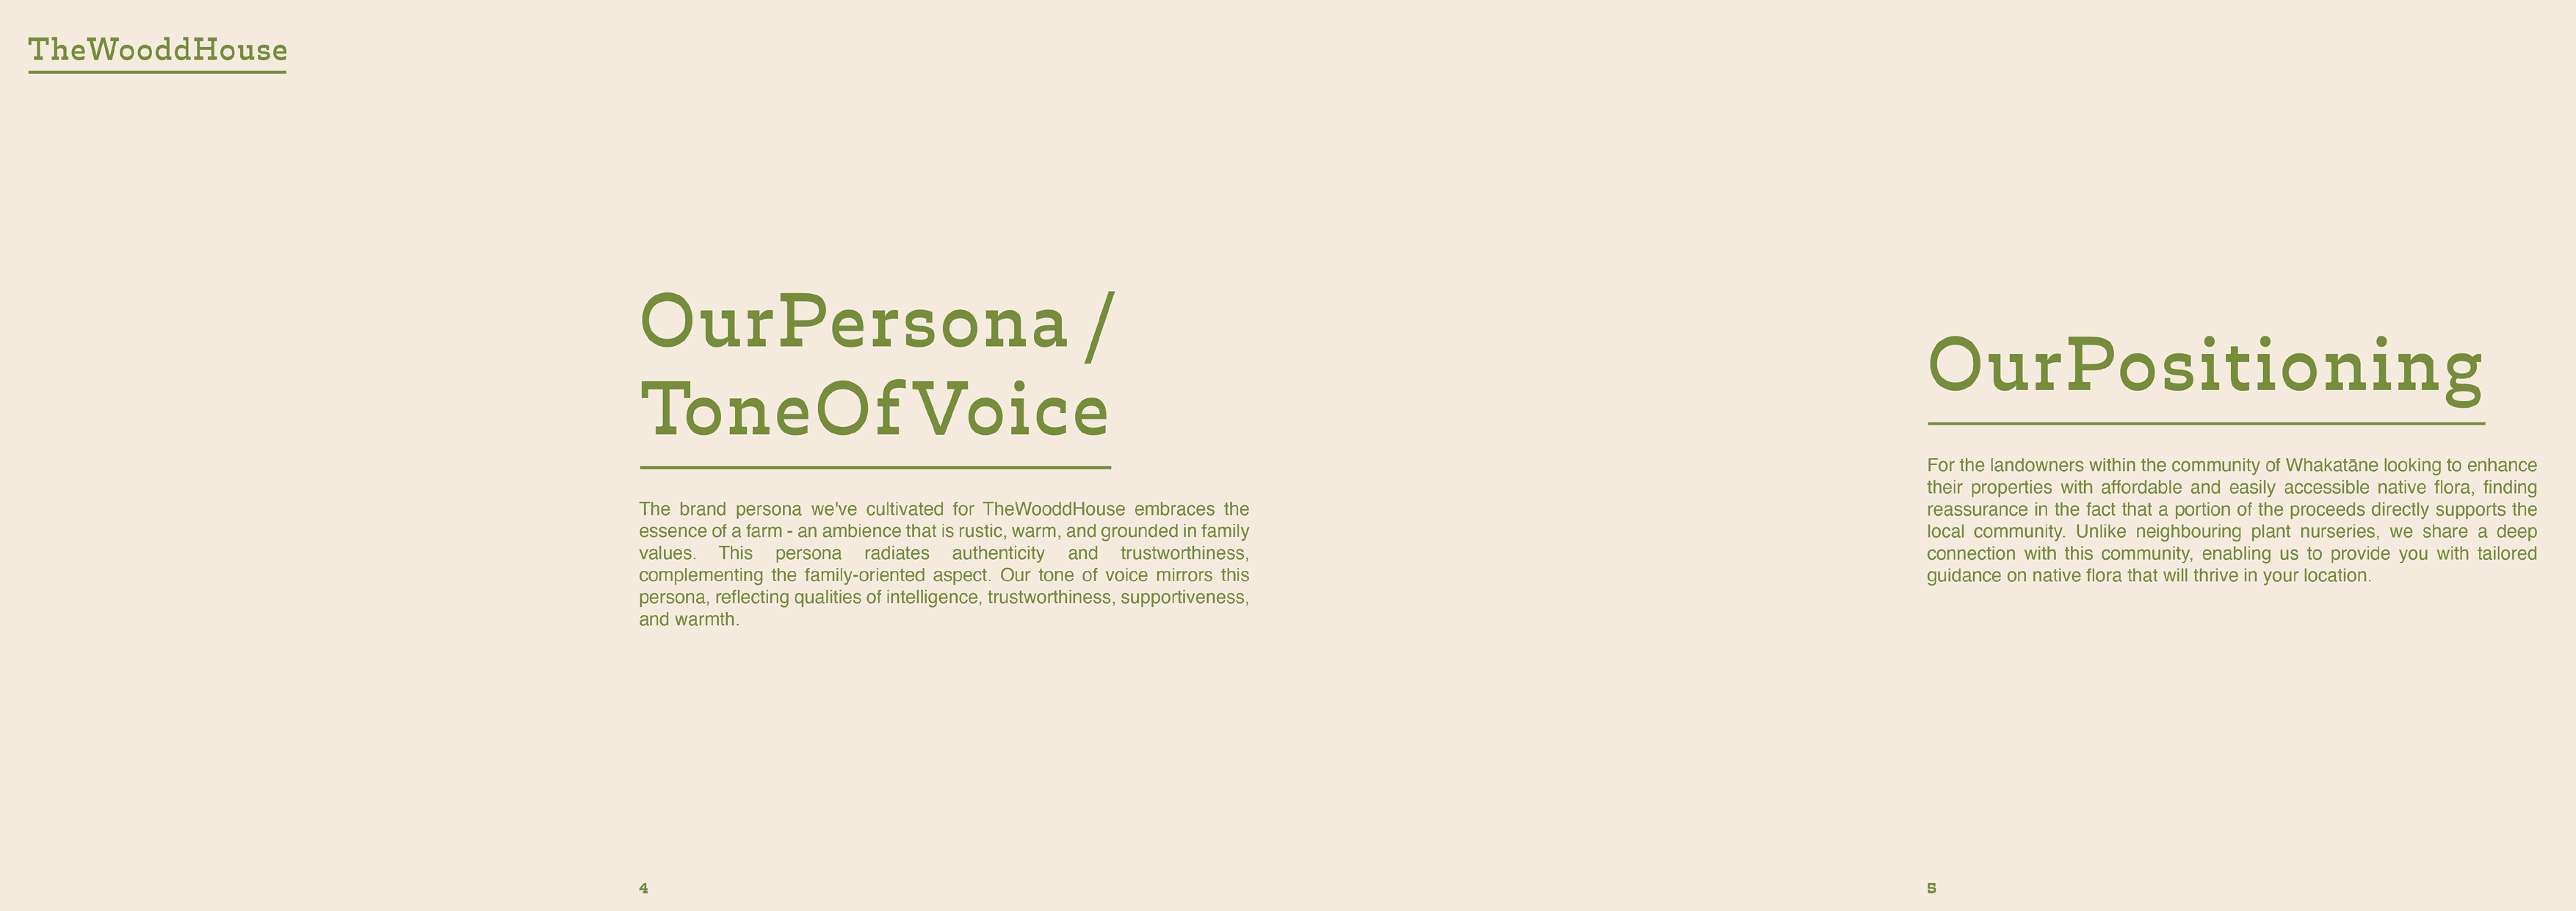 TheWooddHouse
OurPersona /
ToneOfVoice
The brand persona we've cultivated for TheWooddHouse embraces the
essence of a farm - an ambience that is rustic, warm, and grounded in family
values. This persona radiates authenticity and trustworthiness,
complementing the family-oriented aspect. Our tone of voice mirrors this
persona, reflecting qualities of intelligence, trustworthiness, supportiveness,
and warmth.
4
OurPositioning
For the landowners within the community of Whakatāne looking to enhance
their properties with affordable and easily accessible native flora, finding
reassurance in the fact that a portion of the proceeds directly supports the
local community. Unlike neighbouring plant nurseries, we share a deep
connection with this community, enabling us to provide you with tailored
guidance on native flora that will thrive in your location.
5